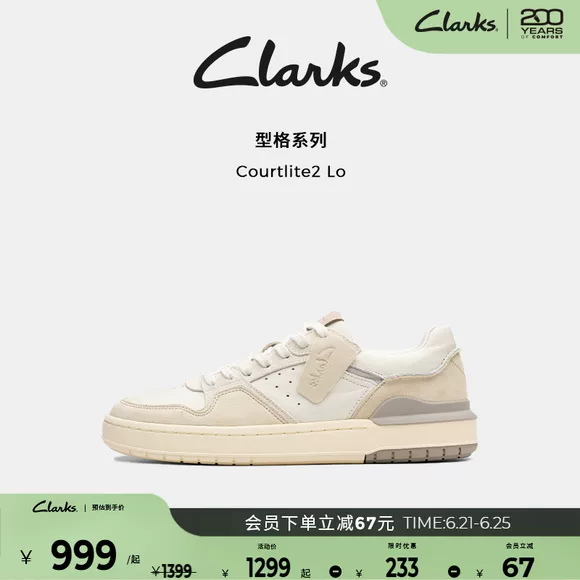 Clarks. 200 YEARS OF COMFORT
Clarks®
型格系列
Courtlite2 Lo
Clarks
Clarks. 预估到手价
会员下单立减67元 TIME:6.21-6.25
活动价 限时优惠 会员立减
¥ 999 /起 ¥1399 ¥ 1299 起 ¥ 233 ¥ 67